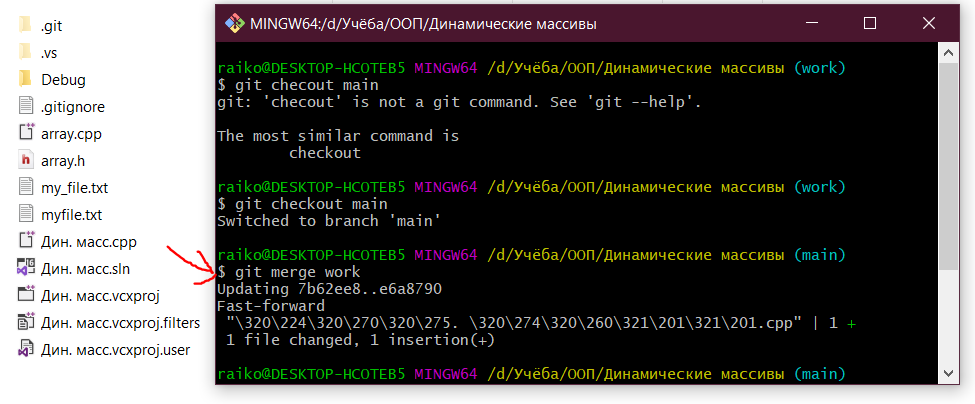 .git
.vs
Debug
.gitignore
array.cpp
array.h
my_file.txt
myfile.txt
Дин. масс.cpp
Дин. масс.sln
Дин. масс.vcxproj
Дин. масс.vcxproj.filters
Дин. масс.vcxproj.user
MINGW64:/d/Учёба/ООП/Динамические массивы
raiko@DESKTOP-HCOTEB5 MINGW64 /d/Учёба/ООП/Динамические массивы (work)
$ git checout main
git: 'checout' is not a git command. See 'git --help'.
The most similar command is
checkout
raiko@DESKTOP-HCOTEB5 MINGW64 /d/Учёба/ООП/Динамические массивы (work)
$ git checkout main
Switched to branch 'main'
raiko@DESKTOP-HCOTEB5 MINGW64 /d/Учёба/ООП/Динамические массивы (main)
$ git merge work
Updating 7b62ee8..e6a8790
Fast-forward
"\320\224\320\270\320\275. \320\274\320\260\321\201\321\201.cpp" | 1 +
1 file changed, 1 insertion(+)
raiko@DESKTOP-HCOTEB5 MINGW64 /d/Учёба/ООП/Динамические массивы (main)